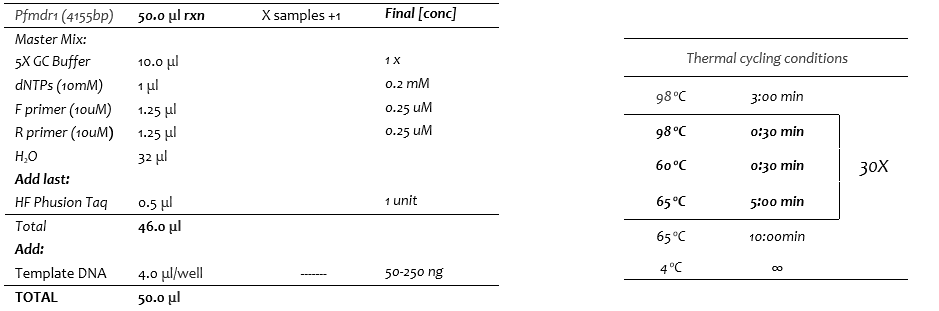 Pfmdr1 (4155bp) 50.0 µl rxn X samples +1 Final [conc]
Master Mix:
5X GC Buffer 10.0 µl 1 x
dNTPs (10mM) 1 µl 0.2 mM
F primer (10uM) 1.25 µl 0.25 uM
R primer (10uM) 1.25 µl 0.25 uM
H₂O 32 µl
Add last:
HF Phusion Taq 0.5 µl 1 unit
Total 46.0 µl
Add:
Template DNA 4.0 µl/well ------- 50-250 ng
TOTAL 50.0 µl
Thermal cycling conditions
98 °C 3:00 min
98 °C 0:30 min
60 °C 0:30 min
30X
65 °C 5:00 min
65 °C 10:00min
4 °C ∞